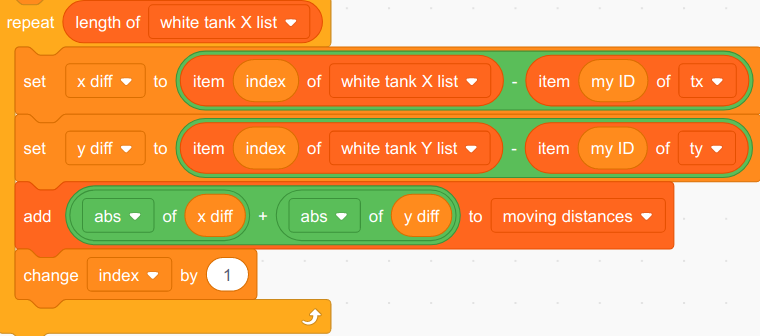 repeat length of white tank X list
set x diff to item index of white tank X list - item my ID of tx
set y diff to item index of white tank Y list - item my ID of ty
add abs of x diff + abs of y diff to moving distances
change index by 1